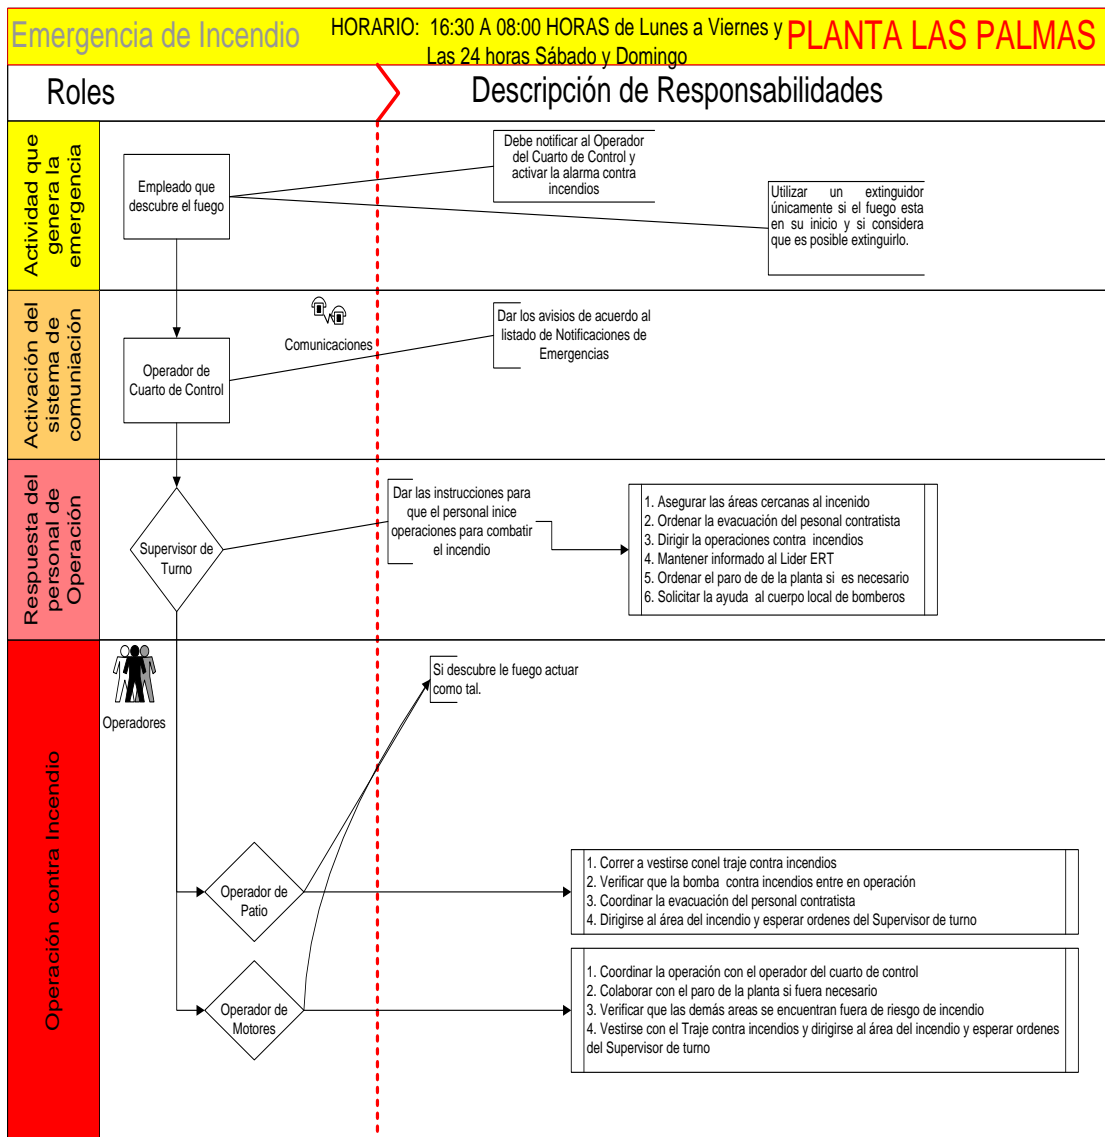 Emergencia de Incendio
HORARIO: 16:30 A 08:00 HORAS de Lunes a Viernes y
Las 24 horas Sábado y Domingo
PLANTA LAS PALMAS
Roles
Descripción de Responsabilidades
Actividad que
genera la
emergencia
Empleado que
descubre el fuego
Debe notificar al Operador
del Cuarto de Control y
activar la alarma contra
incendios
Utilizar un extinguidor
únicamente si el fuego esta
en su inicio y si considera
que es posible extinguirlo.
Activación del
sistema de
comuniación
Operador de
Cuarto de Control
Comunicaciones
Dar los avisios de acuerdo al
listado de Notificaciones de
Emergencias
Respuesta del
personal de
Operación
Supervisor de
Turno
Dar las instrucciones para
que el personal inice
operaciones para combatir
el incendio
1. Asegurar las áreas cercanas al incenido
2. Ordenar la evacuación del pesonal contratista
3. Dirigir la operaciones contra incendios
4. Mantener informado al Lider ERT
5. Ordenar el paro de de la planta si es necesario
6. Solicitar la ayuda al cuerpo local de bomberos
Operación contra Incendio
Operadores
Si descubre le fuego actuar
como tal.
Operador de
Patio
1. Correr a vestirse conel traje contra incendios
2. Verificar que la bomba contra incendios entre en operación
3. Coordinar la evacuación del personal contratista
4. Dirigirse al área del incendio y esperar ordenes del Supervisor de turno
Operador de
Motores
1. Coordinar la operación con el operador del cuarto de control
2. Colaborar con el paro de la planta si fuera necesario
3. Verificar que las demás areas se encuentran fuera de riesgo de incendio
4. Vestirse con el Traje contra incendios y dirigirse al área del incendio y esperar ordenes
del Supervisor de turno